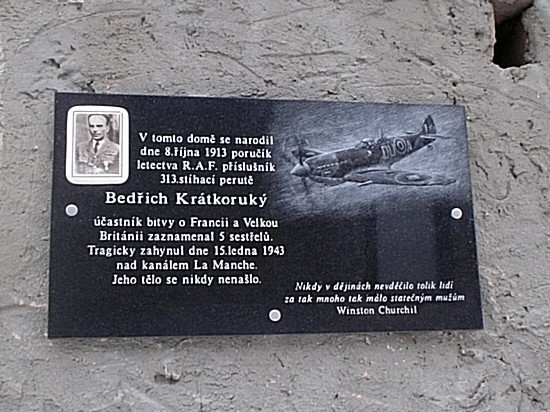 V tomto domě se narodil
dne 8.října 1913 poručík
letectva R.A.F. příslušník
313.stíhací perutě
Bedřich Krátkoruký
účastník bitvy o Francii a Velkou
Británii zaznamenal 5 sestřelů.
Tragicky zahynul dne 15.ledna 1943
nad kanálem La Manche.
Jeho tělo se nikdy nenašlo.
Nikdy v dějinách nevděčilo tolik lidí
za tak mnoho tak málo statečným mužům
Winston Churchil